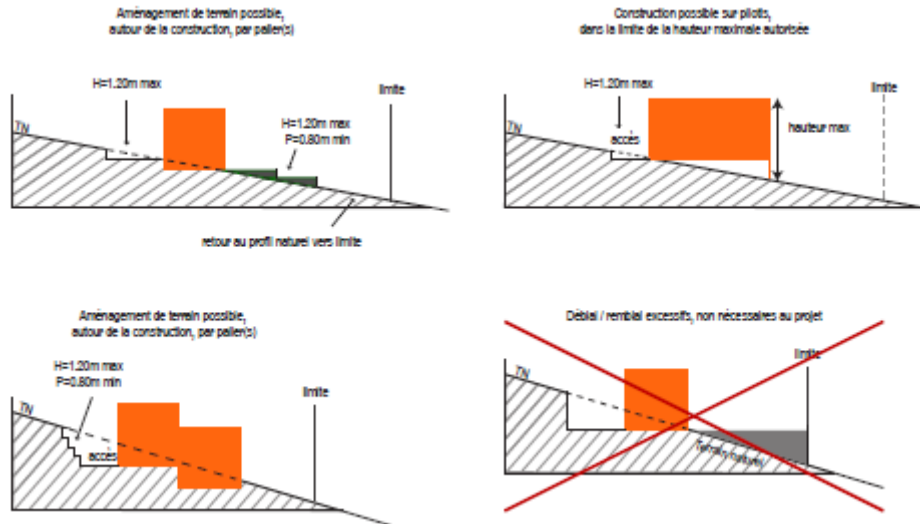 Aménagement de terrain possible,
autour de la construction, par palier(s)
H=1.20m max
limite
TN
H=1.20m max
P=0.80m min
retour au profil naturel vers limite
Construction possible sur pilotis,
dans la limite de la hauteur maximale autorisée
H=1.20m max
limite
TN
accès
hauteur max
Aménagement de terrain possible,
autour de la construction, par palier(s)
H=1.20m max
P=0.80m min
limite
TN
accès
Déblai / remblai excessifs, non nécessaires au projet
limite
TN
Terrain naturel